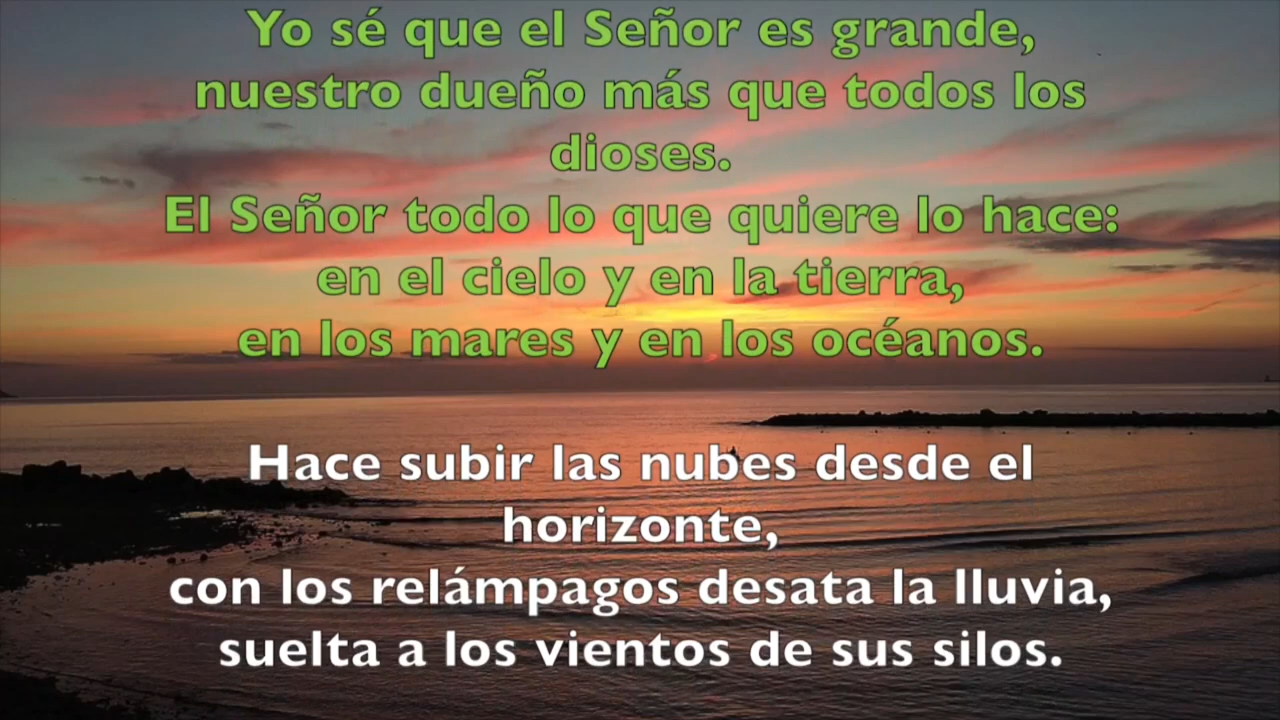 Yo sé que el Señor es grande,
nuestro dueño más que todos los
dioses.
El Señor todo lo que quiere lo hace:
en el cielo y en la tierra,
en los mares y en los océanos.
Hace subir las nubes desde el
horizonte,
con los relámpagos desata la lluvia,
suelta a los vientos de sus silos.